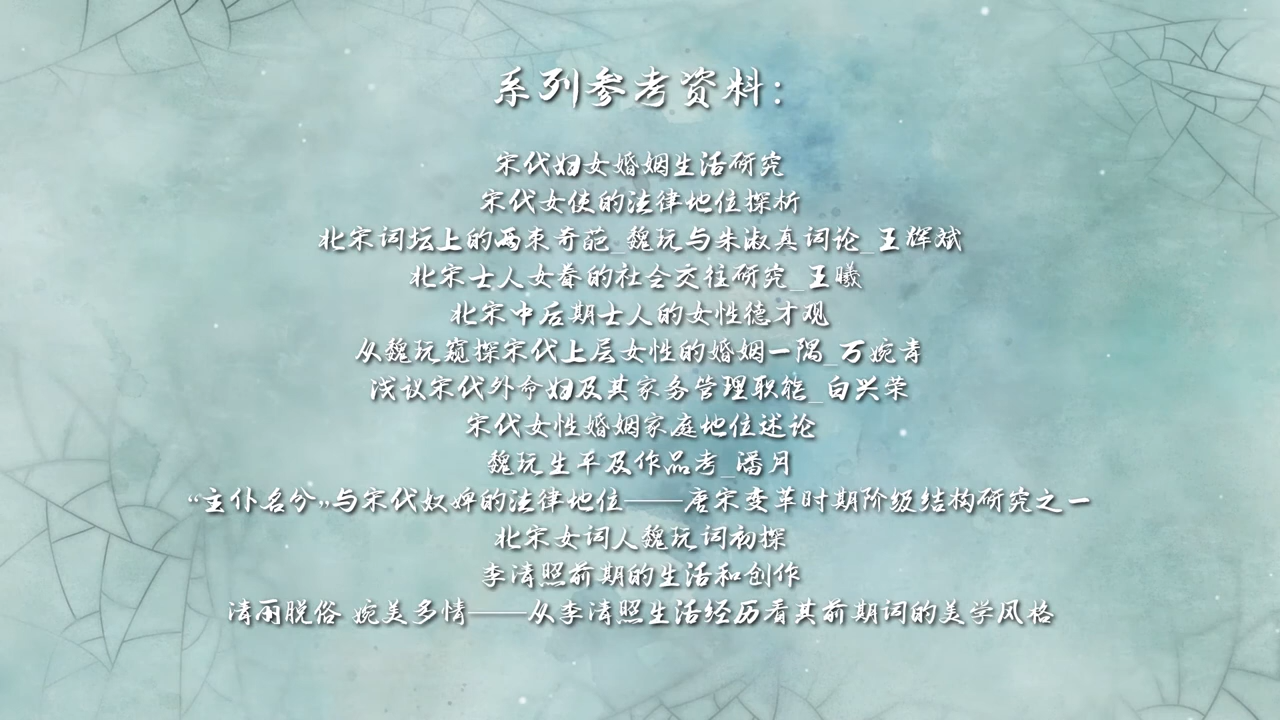 系列参考资料：
宋代妇女婚姻生活研究
宋代女使的法律地位探析
北宋词坛上的两束奇葩_魏玩与朱淑真词论_王辉斌
北宋士人女眷的社会交往研究_王曦
北宋中后期士人的女性德才观
从魏玩窥探宋代上层女性的婚姻一隅_万婉青
浅议宋代外命妇及其家务管理职能_白兴荣
宋代女性婚姻家庭地位述论
魏玩生平及作品考_潘月
“主仆名分”与宋代奴婢的法律地位——唐宋变革时期阶级结构研究之一
北宋女词人魏玩词初探
李清照前期的生活和创作
清丽脱俗 婉美多情——从李清照生活经历看其前期词的美学风格